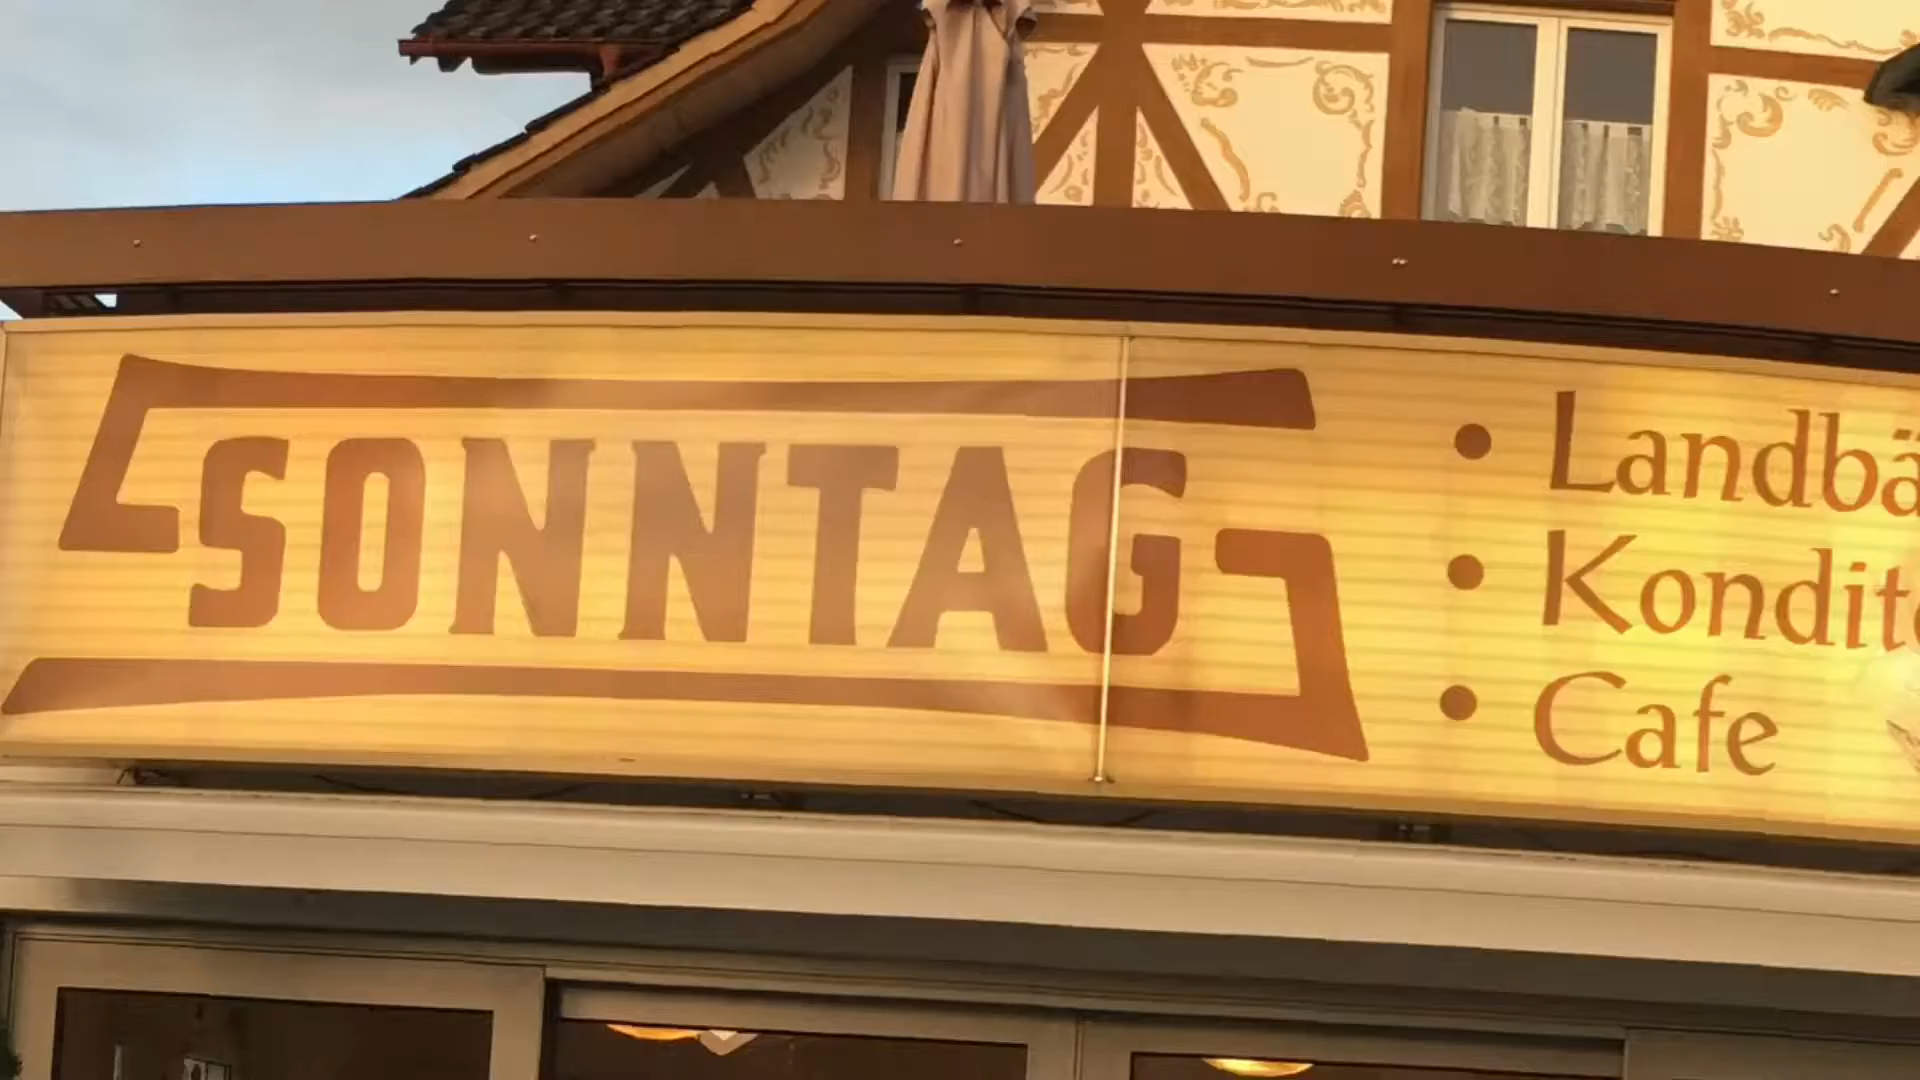 SONNTAG
• Landbä
• Kondit
• Cafe